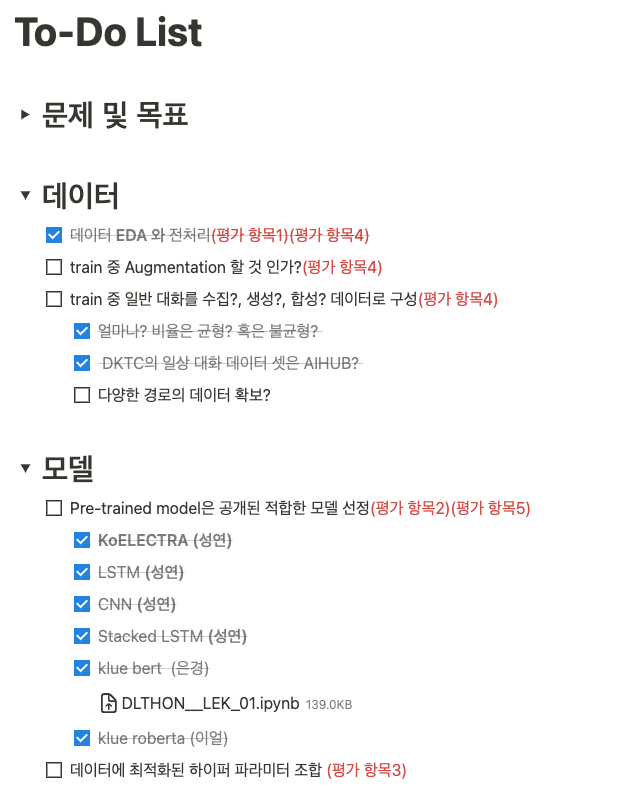 To-Do List
문제 및 목표
데이터
데이터 EDA 와 전처리(평가 항목1)(평가 항목4)
train 중 Augmentation 할 것 인가?(평가 항목4)
train 중 일반 대화를 수집?, 생성?, 합성? 데이터로 구성(평가 항목4)
얼마나? 비율은 균형? 혹은 불균형?
DKTC의 일상 대화 데이터 셋은 AIHUB?
다양한 경로의 데이터 확보?
모델
Pre-trained model은 공개된 적합한 모델 선정(평가 항목2)(평가 항목5)
KoELECTRA (성연)
LSTM (성연)
CNN (성연)
Stacked LSTM (성연)
klue bert (은경)
DLTHON__LEK_01.ipynb 139.0KB
klue roberta (이얼)
데이터에 최적화된 하이퍼 파라미터 조합 (평가 항목3)